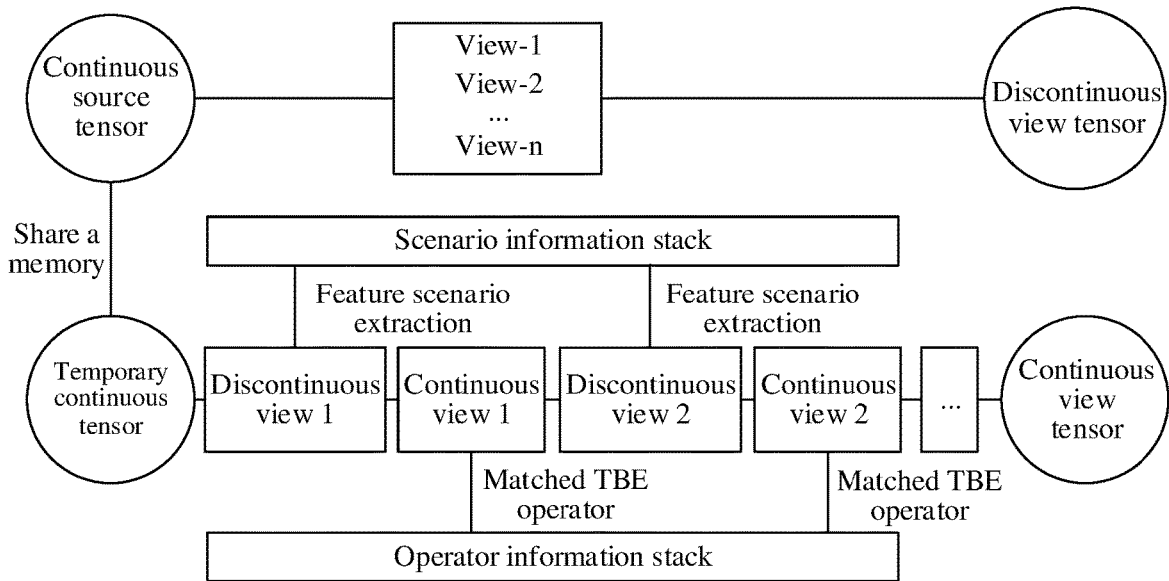 Continuous
source
tensor
View-1
View-2
...
View-n
Discontinuous
view tensor
Share a
memory
Scenario information stack
Feature scenario
extraction
Feature scenario
extraction
Temporary
continuous
tensor
Discontinuous
view 1
Continuous
view 1
Discontinuous
view 2
Continuous
view 2
...
Continuous
view
tensor
Matched TBE
operator
Matched TBE
operator
Operator information stack